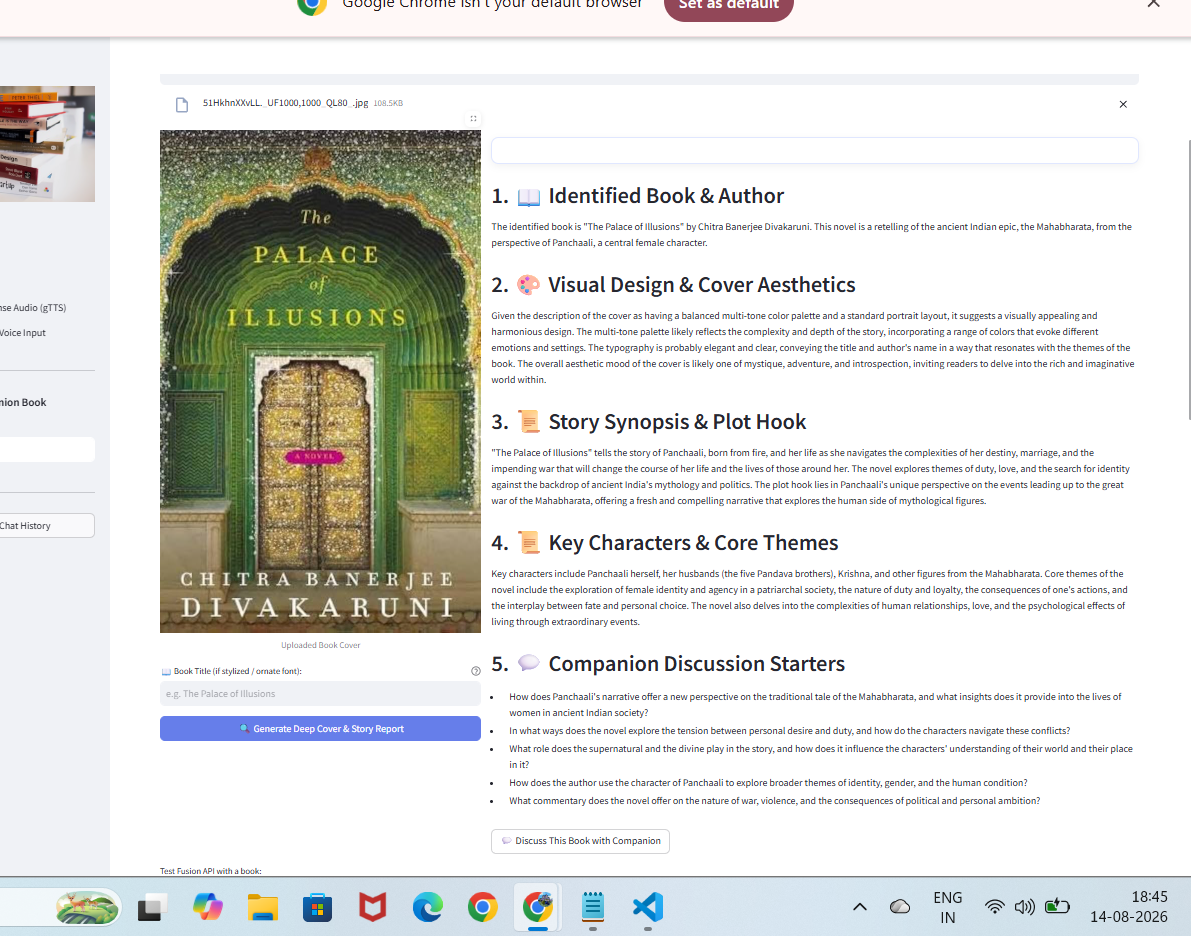 Google Chrome isn't your default browser
Set as default
51HkhnXXvLL._UF1000,1000_QL80_.jpg 108.5KB
The
PALACE
of
ILLUSIONS
A NOVEL
CHITRA BANERJEE
DIVAKARUNI
Uploaded Book Cover
📖 Book Title (if stylized / ornate font):
e.g. The Palace of Illusions
🔍 Generate Deep Cover & Story Report
nse Audio (gTTS)
Voice Input
nion Book
Chat History
1. 📖 Identified Book & Author
The identified book is "The Palace of Illusions" by Chitra Banerjee Divakaruni. This novel is a retelling of the ancient Indian epic, the Mahabharata, from the
perspective of Panchaali, a central female character.
2. 🎨 Visual Design & Cover Aesthetics
Given the description of the cover as having a balanced multi-tone color palette and a standard portrait layout, it suggests a visually appealing and
harmonious design. The multi-tone palette likely reflects the complexity and depth of the story, incorporating a range of colors that evoke different
emotions and settings. The typography is probably elegant and clear, conveying the title and author's name in a way that resonates with the themes of the
book. The overall aesthetic mood of the cover is likely one of mystique, adventure, and introspection, inviting readers to delve into the rich and imaginative
world within.
3. 📜 Story Synopsis & Plot Hook
"The Palace of Illusions" tells the story of Panchaali, born from fire, and her life as she navigates the complexities of her destiny, marriage, and the
impending war that will change the course of her life and the lives of those around her. The novel explores themes of duty, love, and the search for identity
against the backdrop of ancient India's mythology and politics. The plot hook lies in Panchaali's unique perspective on the events leading up to the great
war of the Mahabharata, offering a fresh and compelling narrative that explores the human side of mythological figures.
4. 📜 Key Characters & Core Themes
Key characters include Panchaali herself, her husbands (the five Pandava brothers), Krishna, and other figures from the Mahabharata. Core themes of the
novel include the exploration of female identity and agency in a patriarchal society, the nature of duty and loyalty, the consequences of one's actions, and
the interplay between fate and personal choice. The novel also delves into the complexities of human relationships, love, and the psychological effects of
living through extraordinary events.
5. 💬 Companion Discussion Starters
• How does Panchaali's narrative offer a new perspective on the traditional tale of the Mahabharata, and what insights does it provide into the lives of
women in ancient Indian society?
• In what ways does the novel explore the tension between personal desire and duty, and how do the characters navigate these conflicts?
• What role does the supernatural and the divine play in the story, and how does it influence the characters' understanding of their world and their place
in it?
• How does the author use the character of Panchaali to explore broader themes of identity, gender, and the human condition?
• What commentary does the novel offer on the nature of war, violence, and the consequences of political and personal ambition?
💬 Discuss This Book with Companion
Test Fusion API with a book:
ENG
IN
18:45
14-08-2026